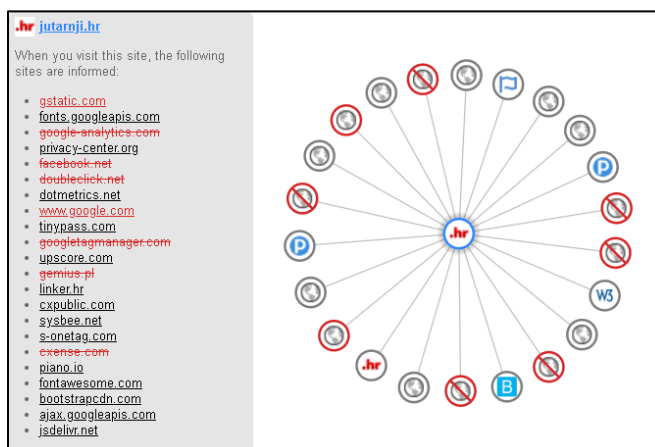 .hr jutarnji.hr
When you visit this site, the following
sites are informed:
gstatic.com
fonts.googleapis.com
google-analytics.com
privacy-center.org
facebook.net
doubleclick.net
dotmetrics.net
www.google.com
tinypass.com
googletagmanager.com
upscore.com
gemius.pl
linker.hr
cxpublic.com
sysbee.net
s-onetag.com
cxense.com
piano.io
fontawesome.com
bootstrapcdn.com
ajax.googleapis.com
jsdelivr.net
P
.hr
P
W3
.hr
B